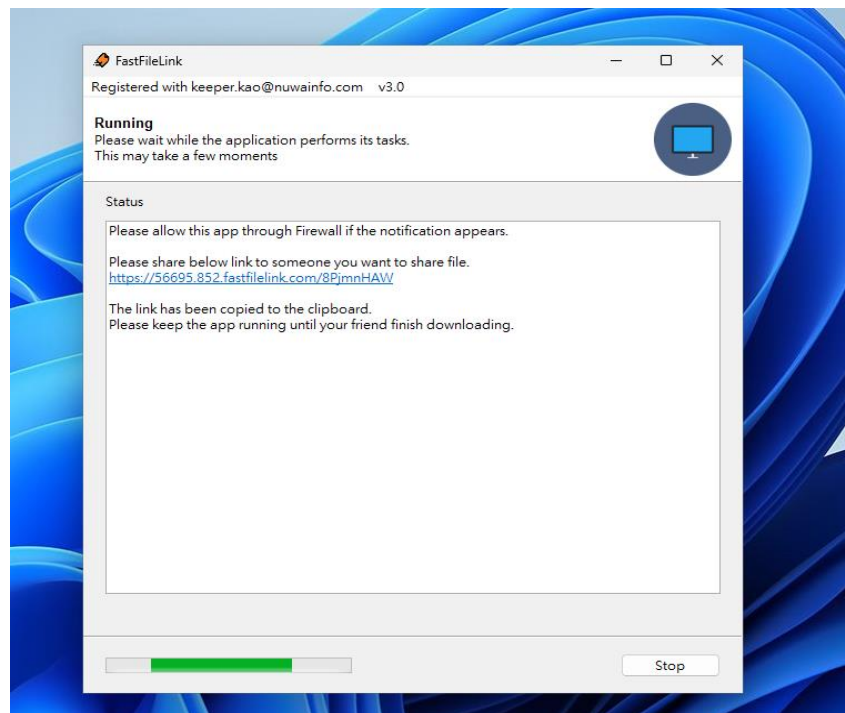 FastFileLink
Registered with keeper.kao@nuwainfo.com v3.0
Running
Please wait while the application performs its tasks.
This may take a few moments
Status
Please allow this app through Firewall if the notification appears.
Please share below link to someone you want to share file.
https://56695.852.fastfilelink.com/8PjmnHAW
The link has been copied to the clipboard.
Please keep the app running until your friend finish downloading.
Stop